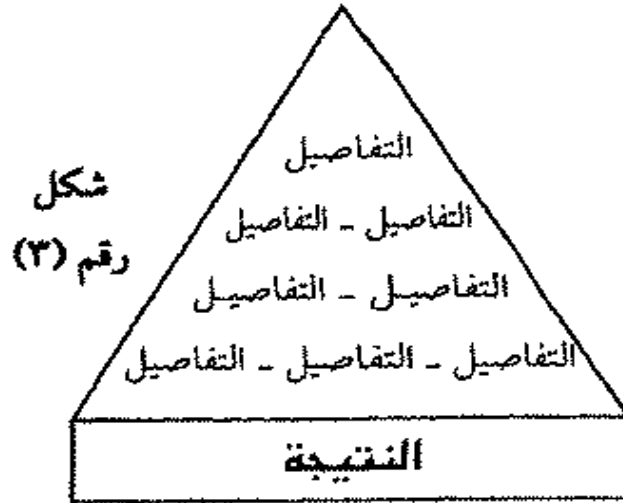 شكل
رقم (٣)
التفاصيل
التفاصيل - التفاصيل
التفاصيل - التفاصيل
التفاصيل - التفاصيل - التفاصيل
النتيجة